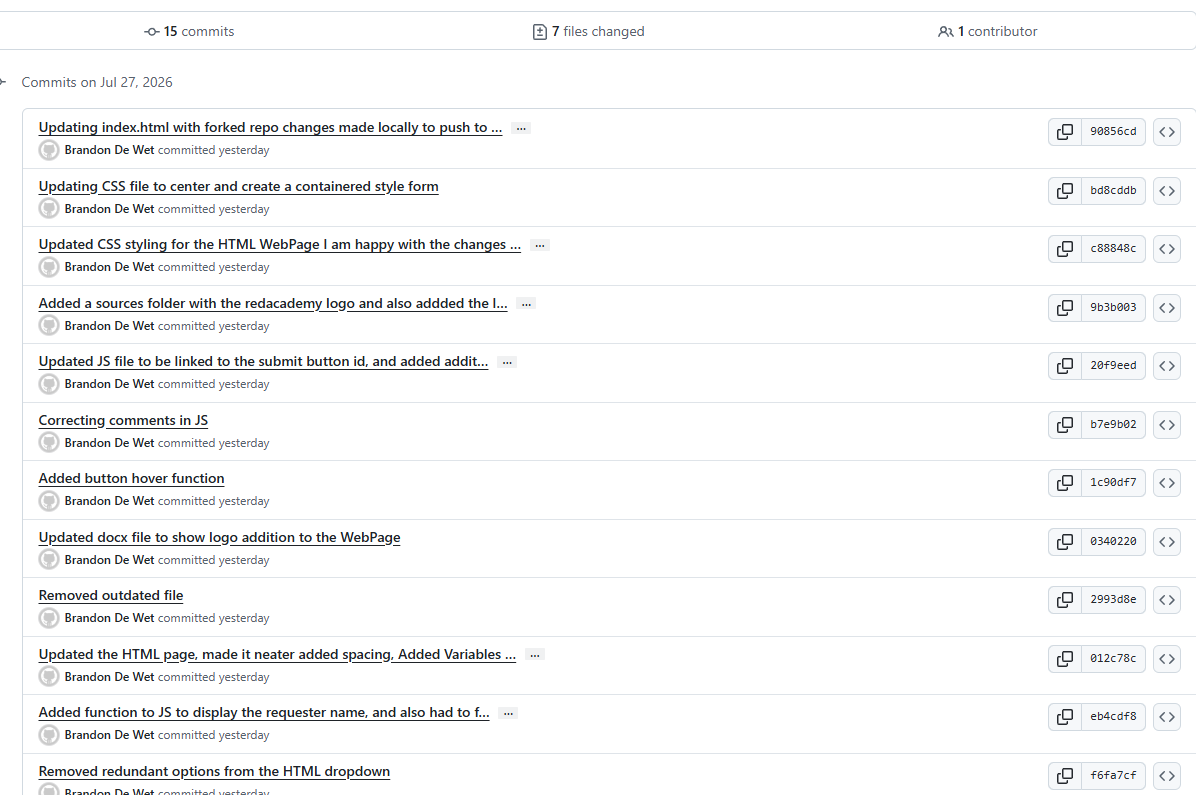 15 commits
7 files changed
1 contributor
Commits on Jul 27, 2026
Updating index.html with forked repo changes made locally to push to ... ...
90856cd
Brandon De Wet committed yesterday
Updating CSS file to center and create a containered style form
bd8cddb
Brandon De Wet committed yesterday
Updated CSS styling for the HTML WebPage I am happy with the changes ... ...
c88848c
Brandon De Wet committed yesterday
Added a sources folder with the redacademy logo and also addded the l... ...
9b3b003
Brandon De Wet committed yesterday
Updated JS file to be linked to the submit button id, and added addit... ...
20f9eed
Brandon De Wet committed yesterday
Correcting comments in JS
b7e9b02
Brandon De Wet committed yesterday
Added button hover function
1c90df7
Brandon De Wet committed yesterday
Updated docx file to show logo addition to the WebPage
0340220
Brandon De Wet committed yesterday
Removed outdated file
2993d8e
Brandon De Wet committed yesterday
Updated the HTML page, made it neater added spacing, Added Variables ... ...
012c78c
Brandon De Wet committed yesterday
Added function to JS to display the requester name, and also had to f... ...
eb4cdf8
Brandon De Wet committed yesterday
Removed redundant options from the HTML dropdown
f6fa7cf
Brandon De Wet committed yesterday